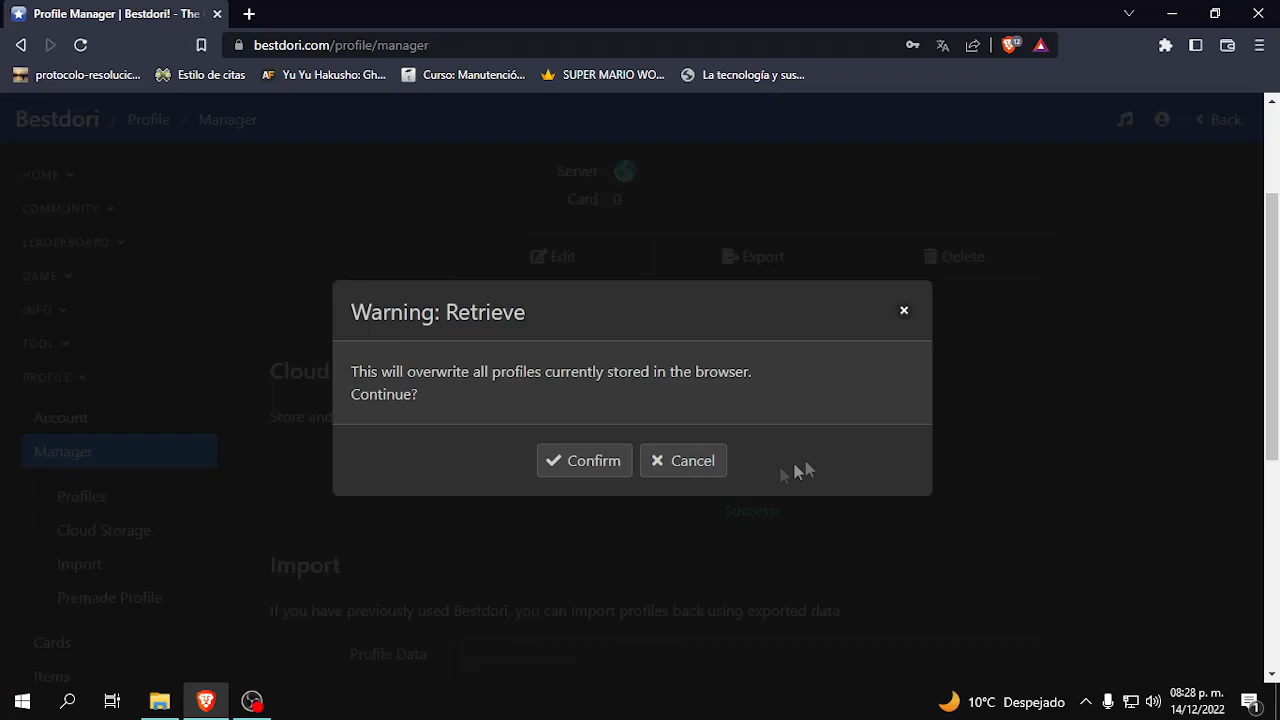 Profile Manager | Bestdori! - The
bestdori.com/profile/manager
12
protocolo-resolucic...
Estilo de citas
AF Yu Yu Hakusho: Gh...
Curso: Manutenció...
SUPER MARIO WO...
La tecnología y sus...
Bestdori / Profile / Manager
Back
HOME
COMMUNITY
LEADERBOARD
GAME
INFO
TOOL
PROFILE
Account
Manager
Profiles
Cloud Storage
Import
Premade Profile
Cards
Items
Server
Card 0
Edit
Export
Delete
Cloud
Store and
Warning: Retrieve
This will overwrite all profiles currently stored in the browser.
Continue?
Confirm
Cancel
Success!
Import
If you have previously used Bestdori, you can import profiles back using exported data
Profile Data
10°C Despejado
08:28 p. m.
14/12/2022
1